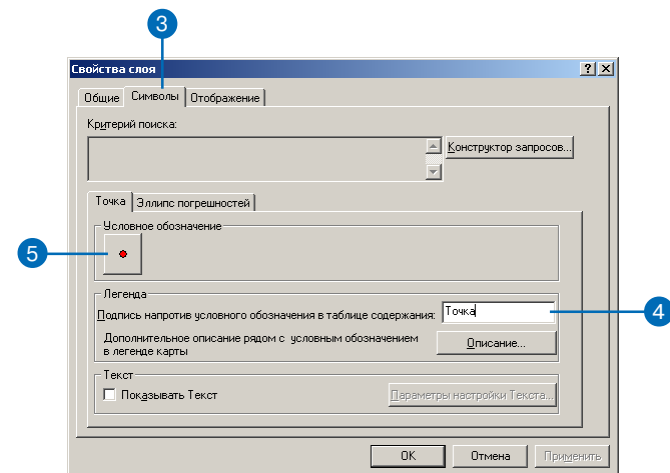 3
Свойства слоя
Общие Символы Отображение
Критерий поиска:
Конструктор запросов...
Точка Эллипс погрешностей
Условное обозначение
5
Легенда
Подпись напротив условного обозначения в таблице содержания: Точка
4
Дополнительное описание рядом с условным обозначением
в легенде карты
Описание...
Текст
Показывать Текст
Параметры настройки Текста...
OK Отмена Применить